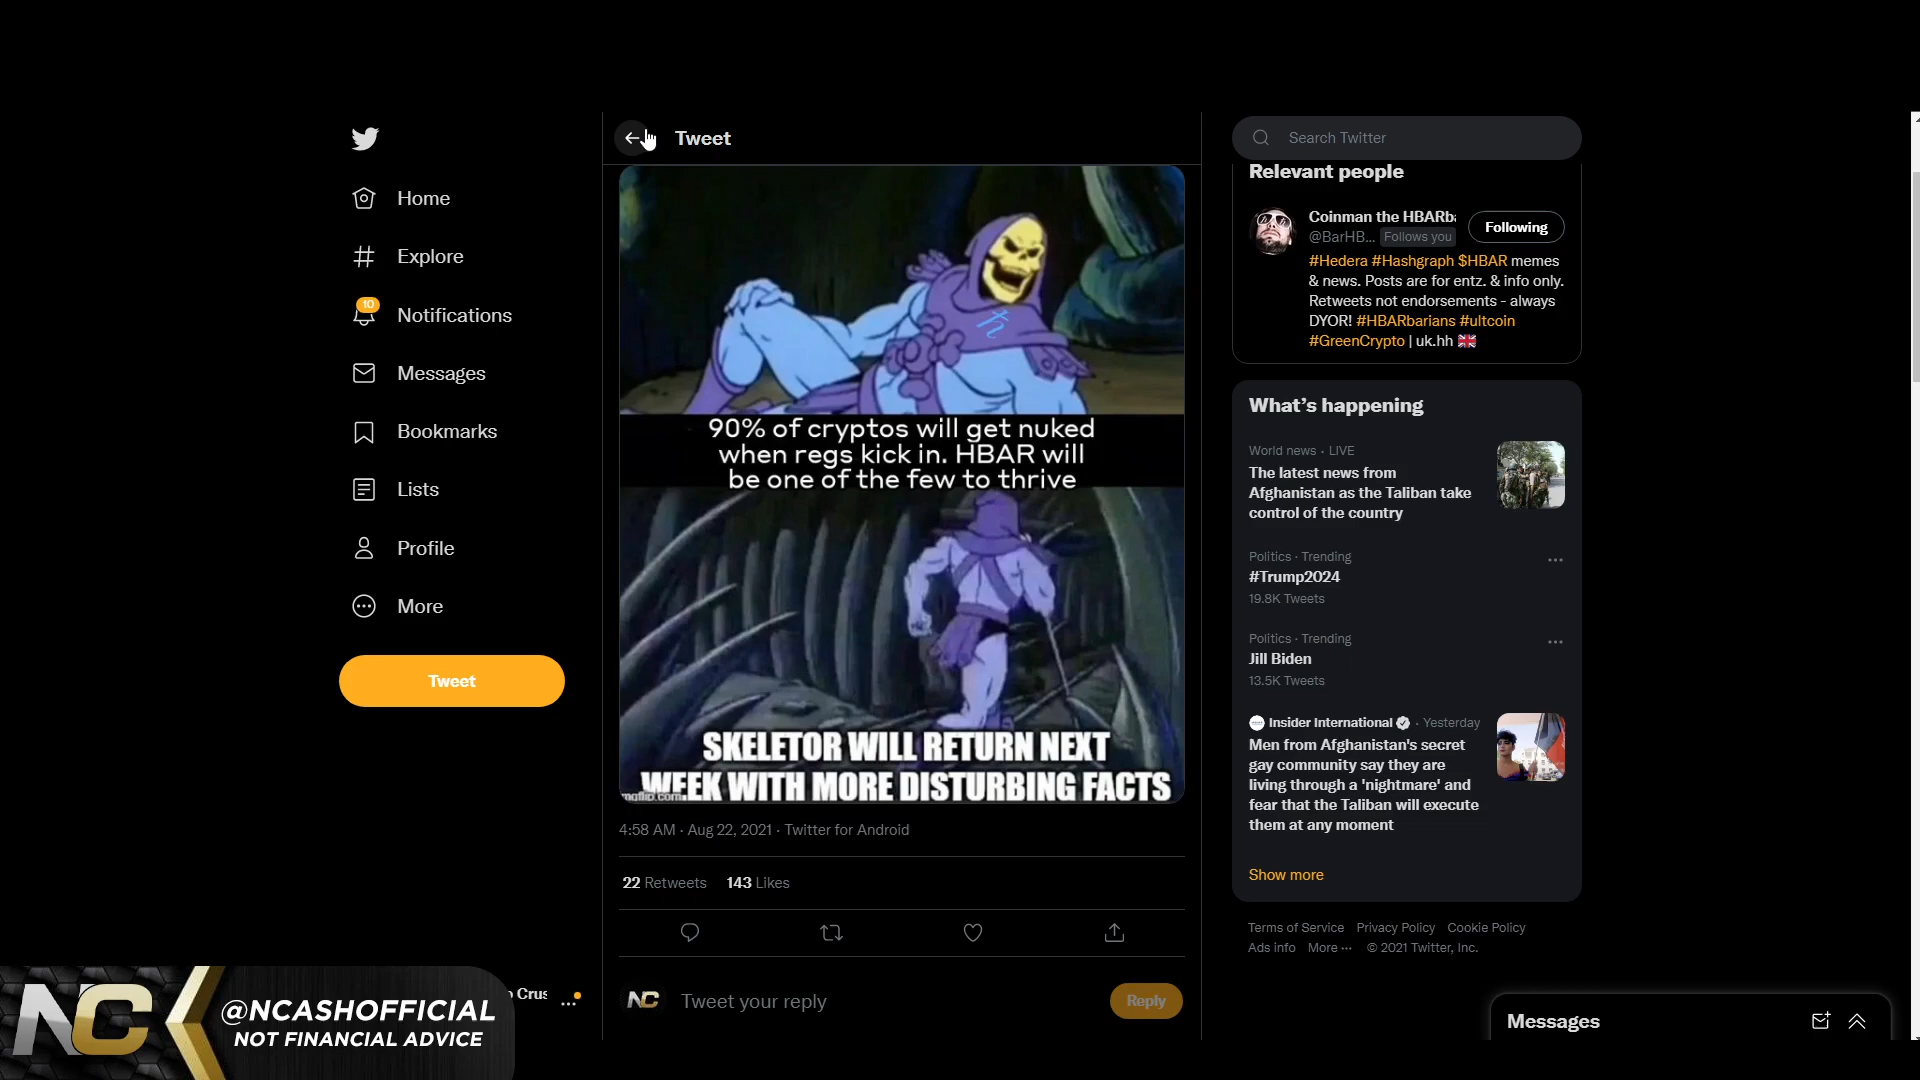 Home
Explore
10
Notifications
Messages
Bookmarks
Lists
Profile
More
Tweet
Tweet
90% of cryptos will get nuked
when regs kick in. HBAR will
be one of the few to thrive
SKELETOR WILL RETURN NEXT
WEEK WITH MORE DISTURBING FACTS
imgflip.com
4:58 AM · Aug 22, 2021 · Twitter for Android
22 Retweets 143 Likes
NC Tweet your reply Reply
Search Twitter
Relevant people
Coinman the HBARba
@BarHB... Follows you
Following
#Hedera #Hashgraph $HBAR memes
& news. Posts are for entz. & info only.
Retweets not endorsements - always
DYOR! #HBARbarians #ultcoin
#GreenCrypto | uk.hh
What's happening
World news · LIVE
The latest news from
Afghanistan as the Taliban take
control of the country
Politics · Trending
#Trump2024
19.8K Tweets
Politics · Trending
Jill Biden
13.5K Tweets
Insider International · Yesterday
Men from Afghanistan's secret
gay community say they are
living through a 'nightmare' and
fear that the Taliban will execute
them at any moment
Show more
Terms of Service Privacy Policy Cookie Policy
Ads info More ··· © 2021 Twitter, Inc.
Messages
Crus
NC
@NCASHOFFICIAL
NOT FINANCIAL ADVICE